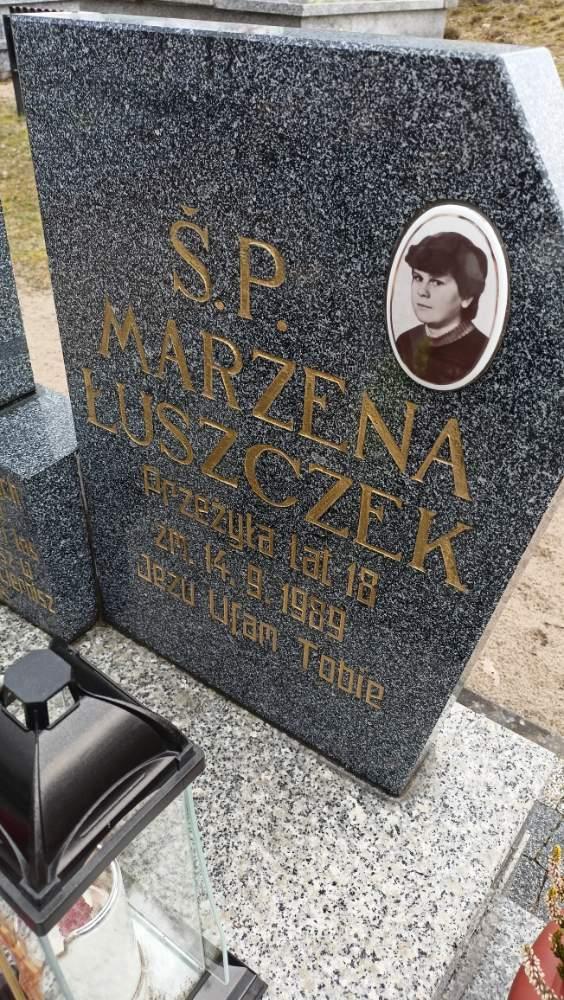 Ś.P.
MARZENA
ŁUSZCZEK
Przeżyła lat 18
zm. 14. 9. 1989
Jezu Ufam Tobie